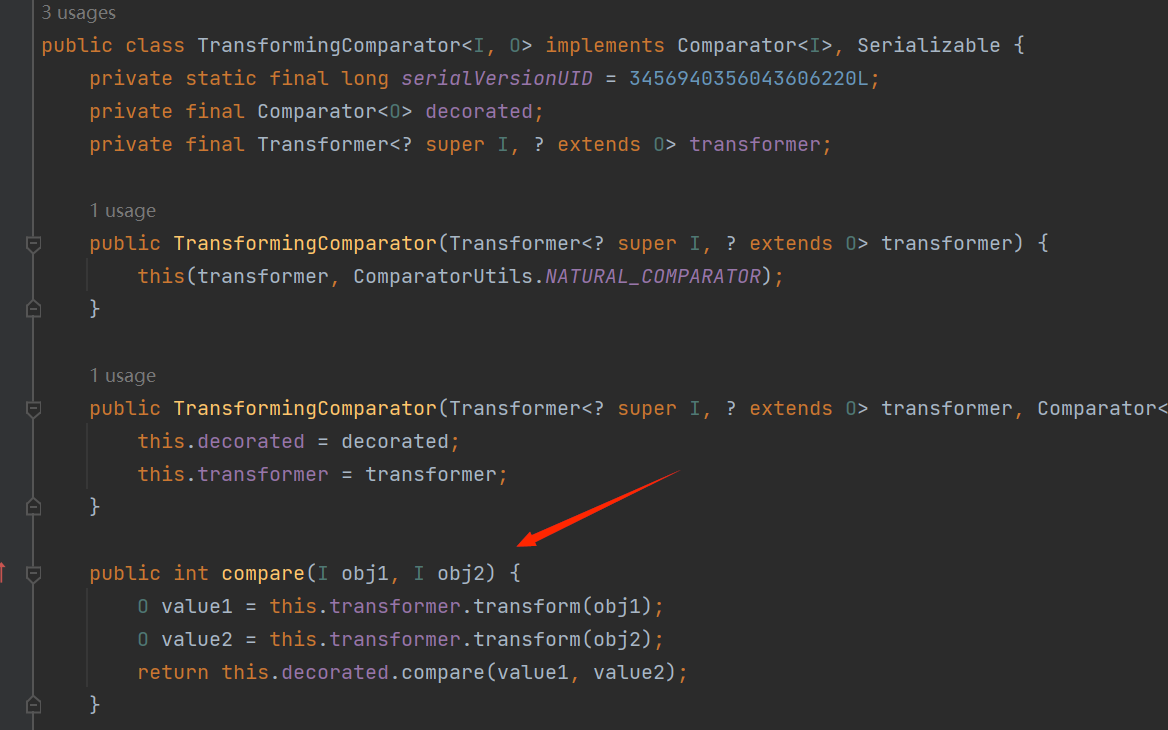 3 usages
public class TransformingComparator<I, O> implements Comparator<I>, Serializable {
private static final long serialVersionUID = 3456940356043606220L;
private final Comparator<O> decorated;
private final Transformer<? super I, ? extends O> transformer;
1 usage
public TransformingComparator(Transformer<? super I, ? extends O> transformer) {
this(transformer, ComparatorUtils.NATURAL_COMPARATOR);
}
1 usage
public TransformingComparator(Transformer<? super I, ? extends O> transformer, Comparator<
this.decorated = decorated;
this.transformer = transformer;
}
public int compare(I obj1, I obj2) {
O value1 = this.transformer.transform(obj1);
O value2 = this.transformer.transform(obj2);
return this.decorated.compare(value1, value2);
}